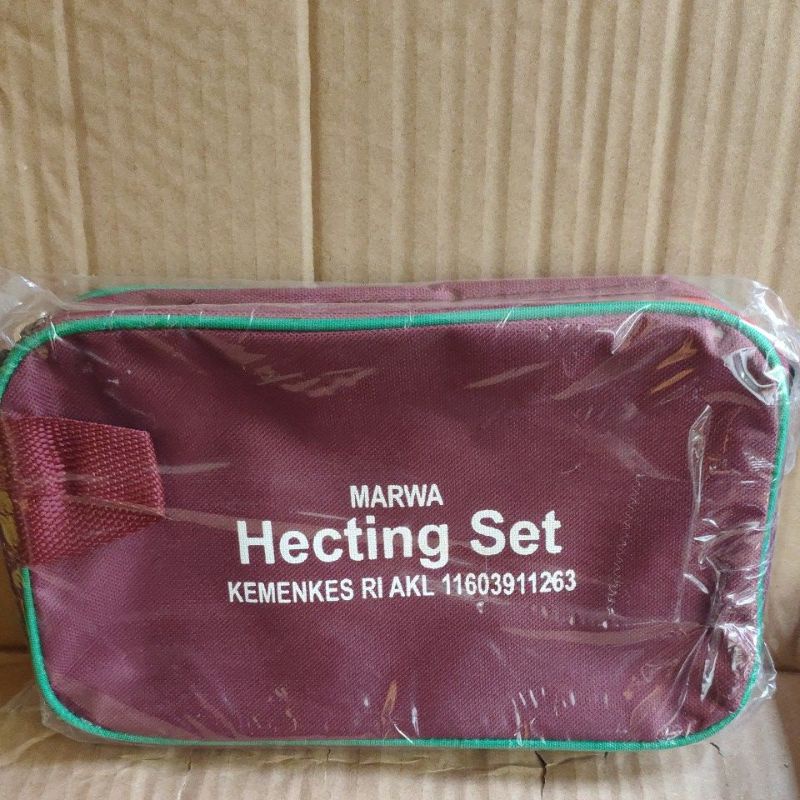 MARWA
Hecting Set
KEMENKES RI AKL 11603911263